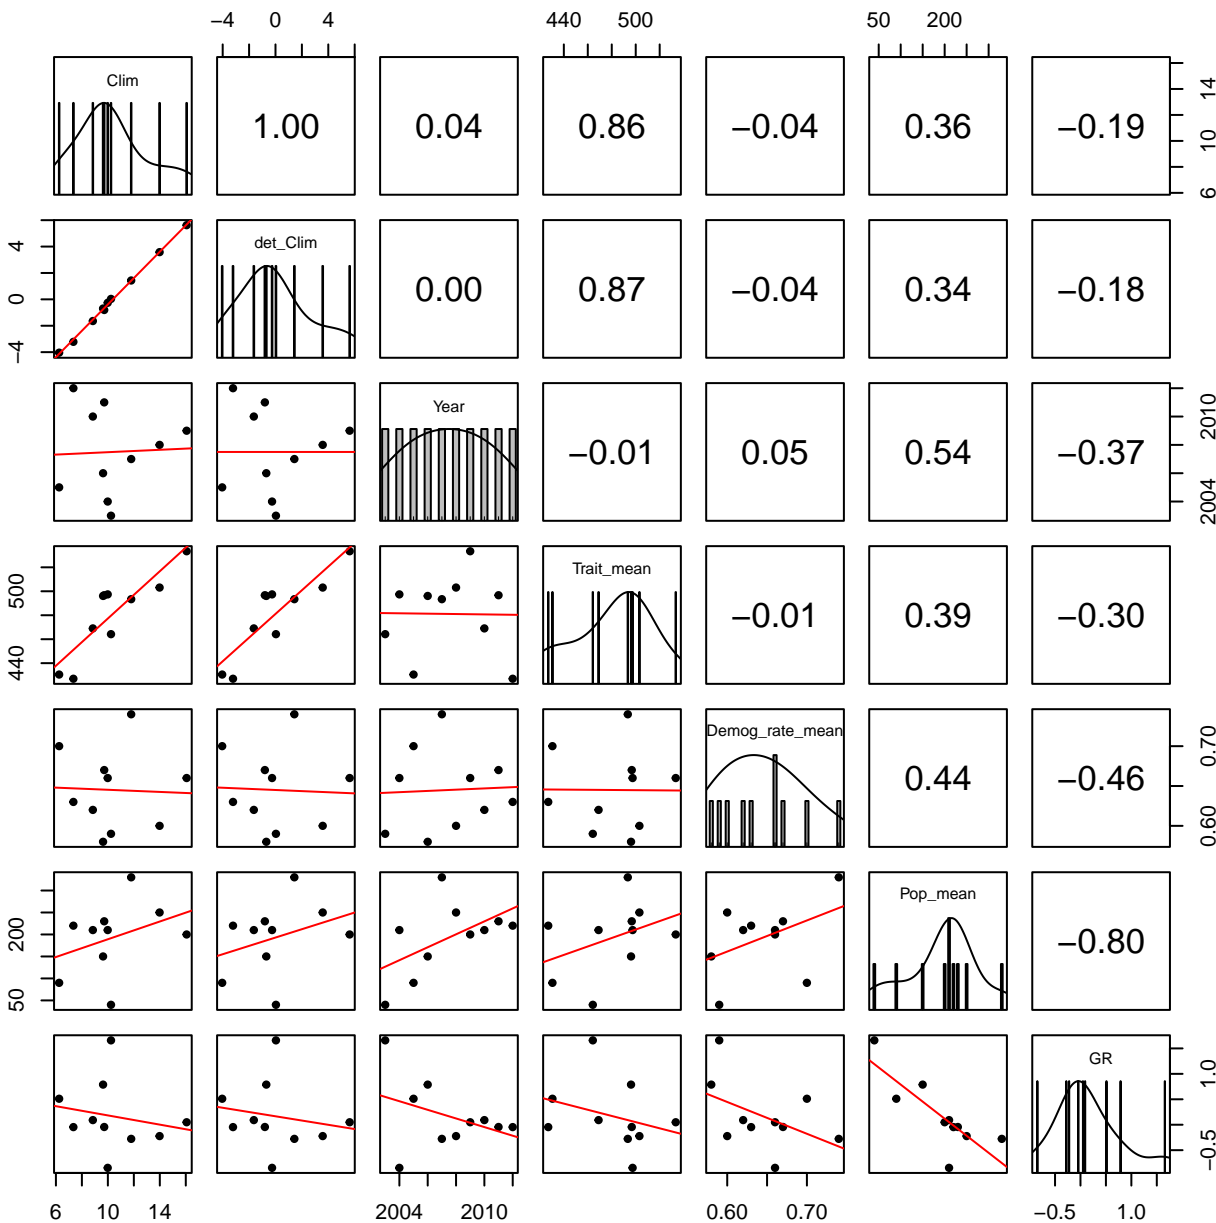 −4 0 4 440 500 50 200
Clim 1.00 0.04 0.86 −0.04 0.36 −0.19 6 10 14
−4 0 4 det_Clim 0.00 0.87 −0.04 0.34 −0.18
Year −0.01 0.05 0.54 −0.37 2004 2010
440 500 Trait_mean −0.01 0.39 −0.30
Demog_rate_mean 0.44 −0.46 0.60 0.70
50 200 Pop_mean −0.80
GR −0.5 1.0
6 10 14 2004 2010 0.60 0.70 −0.5 1.0